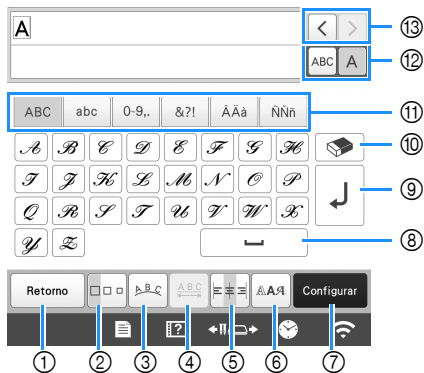 A
< > ⑬
ABC A ⑫
ABC abc 0~9,. &?! ÂÄà ÑÑñ ⑪
𝒜 ℬ 𝒞 𝒟 ℰ ℱ 𝒢 ℋ ⑩
ℐ 𝒥 𝒦 ℒ ℳ 𝒩 𝒪 𝒫 ⑨
𝒬 ℛ 𝒮 𝒯 𝒰 𝒱 𝒲 𝒳
𝒴 𝒵 ⑧
Retorno ABC ABC AAA Configurar
?
① ② ③ ④ ⑤ ⑥ ⑦